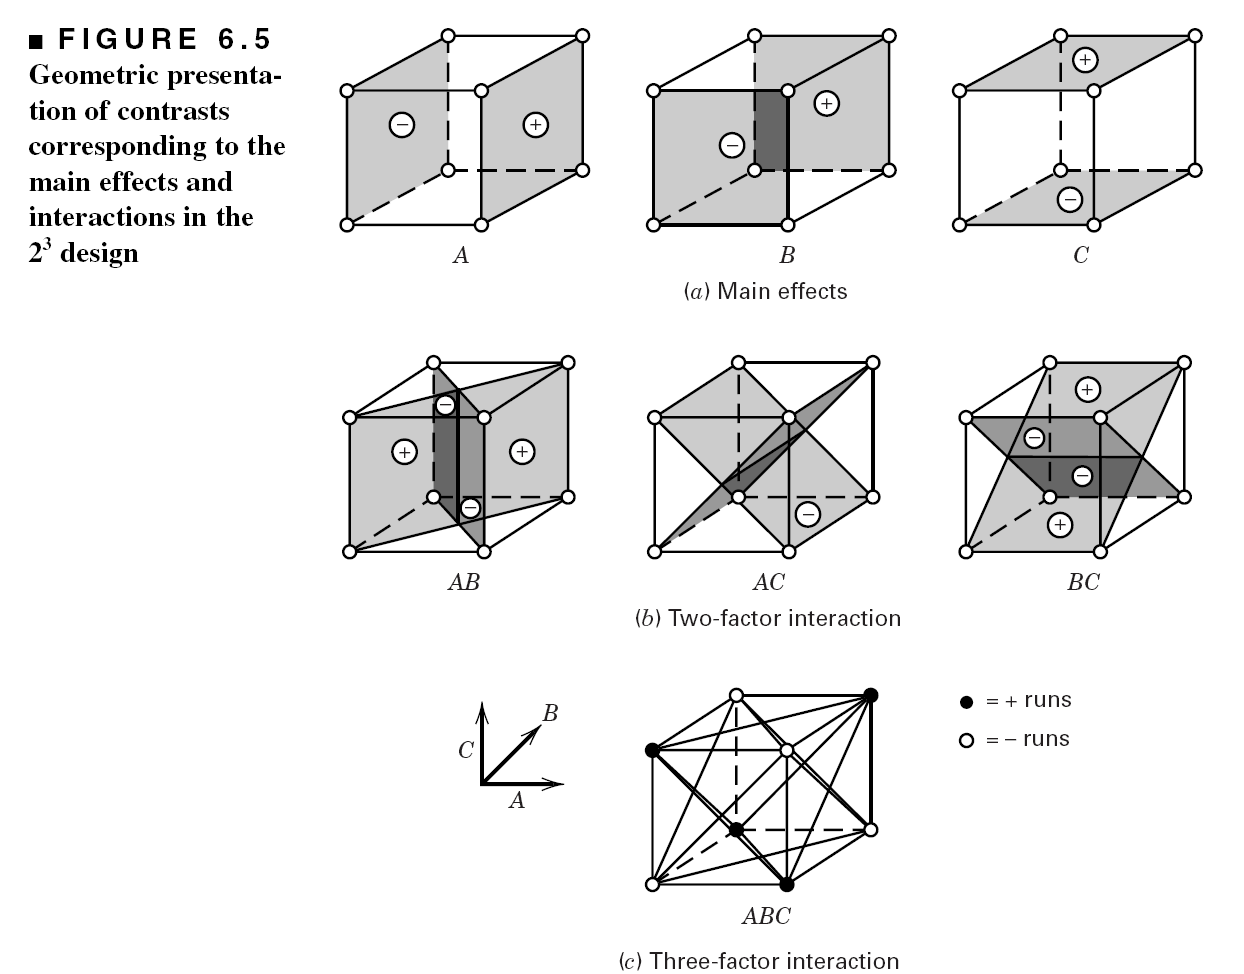 ■ FIGURE 6.5
Geometric presenta-
tion of contrasts
corresponding to the
main effects and
interactions in the
2³ design
− + − + + −
A B C
(a) Main effects
− + + − − + − − +
AB AC BC
(b) Two-factor interaction
B
C
A
● = + runs
○ = − runs
ABC
(c) Three-factor interaction